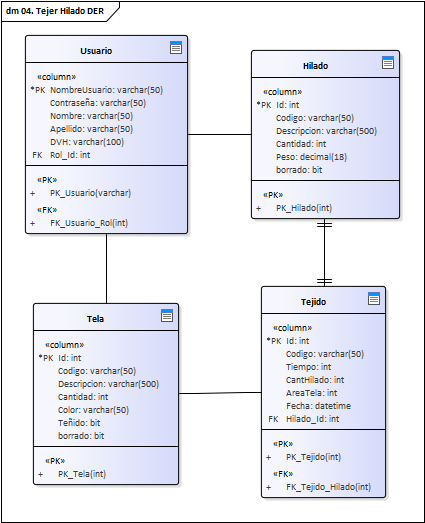 dm 04. Tejer Hilado DER
Usuario
«column»
*PK NombreUsuario: varchar(50)
Contraseña: varchar(50)
Nombre: varchar(50)
Apellido: varchar(50)
DVH: varchar(100)
FK Rol_Id: int
«PK»
+ PK_Usuario(varchar)
«FK»
+ FK_Usuario_Rol(int)
Hilado
«column»
*PK Id: int
Codigo: varchar(50)
Descripcion: varchar(500)
Cantidad: int
Peso: decimal(18)
borrado: bit
«PK»
+ PK_Hilado(int)
Tela
«column»
*PK Id: int
Codigo: varchar(50)
Descripcion: varchar(500)
Cantidad: int
Color: varchar(50)
Teñido: bit
borrado: bit
«PK»
+ PK_Tela(int)
Tejido
«column»
*PK Id: int
Codigo: varchar(50)
Tiempo: int
CantHilado: int
AreaTela: int
Fecha: datetime
FK Hilado_Id: int
«PK»
+ PK_Tejido(int)
«FK»
+ FK_Tejido_Hilado(int)